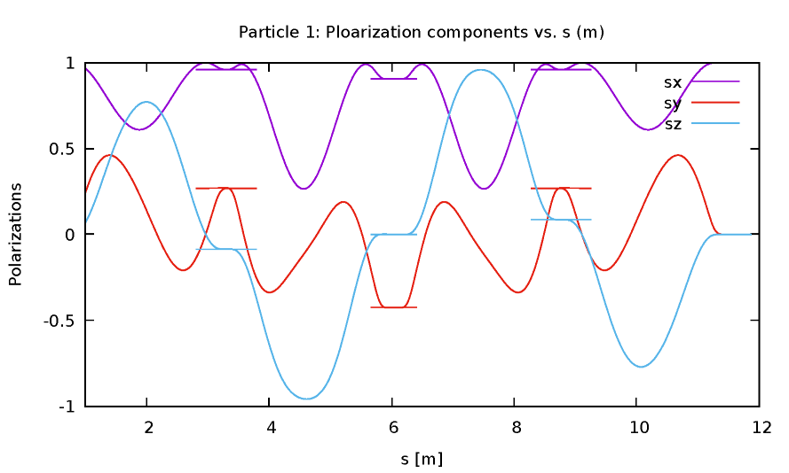 Particle 1: Ploarization components vs. s (m)
sx
sy
sz
Polarizations
1
0.5
0
-0.5
-1
2 4 6 8 10 12
s [m]